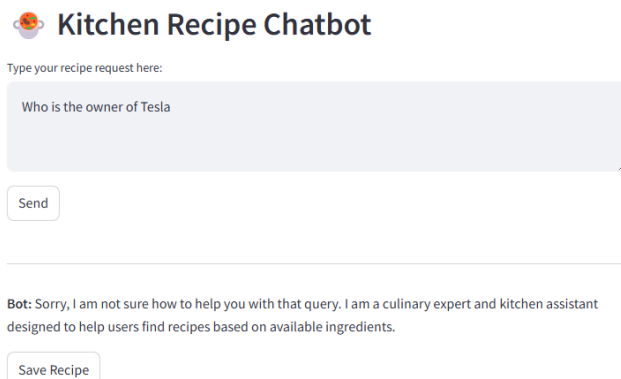 Kitchen Recipe Chatbot
Type your recipe request here:
Who is the owner of Tesla
Send
Bot: Sorry, I am not sure how to help you with that query. I am a culinary expert and kitchen assistant
designed to help users find recipes based on available ingredients.
Save Recipe